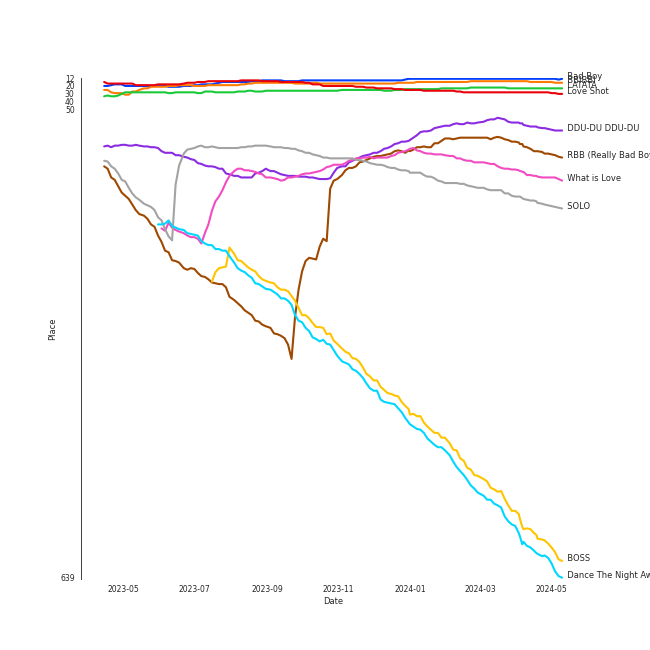 12
20
30
40
50
639
Place
2023-05
2023-07
2023-09
2023-11
2024-01
2024-03
2024-05
Date
Bad Boy
LATATA
Love Shot
DDU-DU DDU-DU
RBB (Really Bad Boy
What is Love
SOLO
BOSS
Dance The Night Aw